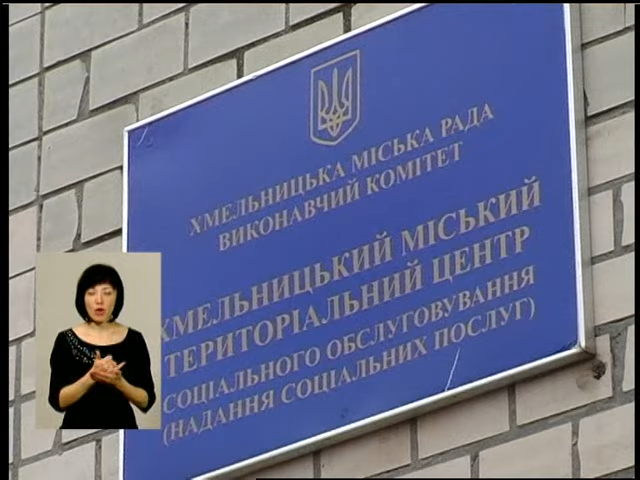 ХМЕЛЬНИЦЬКА МІСЬКА РАДА
ВИКОНАВЧИЙ КОМІТЕТ
ХМЕЛЬНИЦЬКИЙ МІСЬКИЙ
ТЕРИТОРІАЛЬНИЙ ЦЕНТР
СОЦІАЛЬНОГО ОБСЛУГОВУВАННЯ
(НАДАННЯ СОЦІАЛЬНИХ ПОСЛУГ)